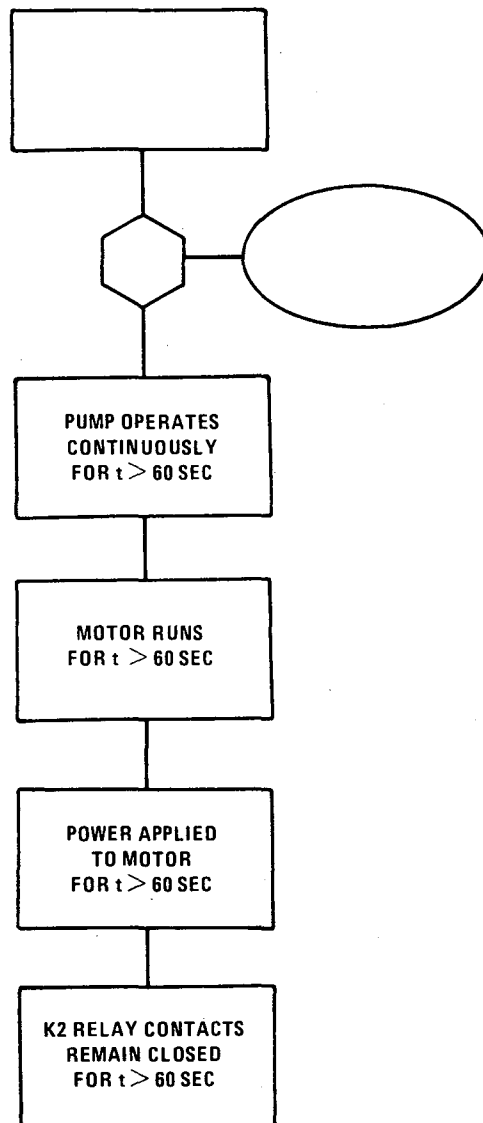 PUMP OPERATES
CONTINUOUSLY
FOR t > 60 SEC
MOTOR RUNS
FOR t > 60 SEC
POWER APPLIED
TO MOTOR
FOR t > 60 SEC
K2 RELAY CONTACTS
REMAIN CLOSED
FOR t > 60 SEC